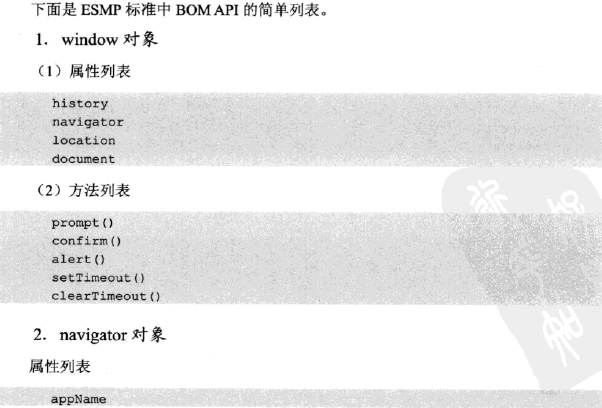 下面是 ESMP 标准中 BOM API 的简单列表。
1. window 对象
（1）属性列表
history
navigator
location
document
（2）方法列表
prompt()
confirm()
alert()
setTimeout()
clearTimeout()
2. navigator 对象
属性列表
appName